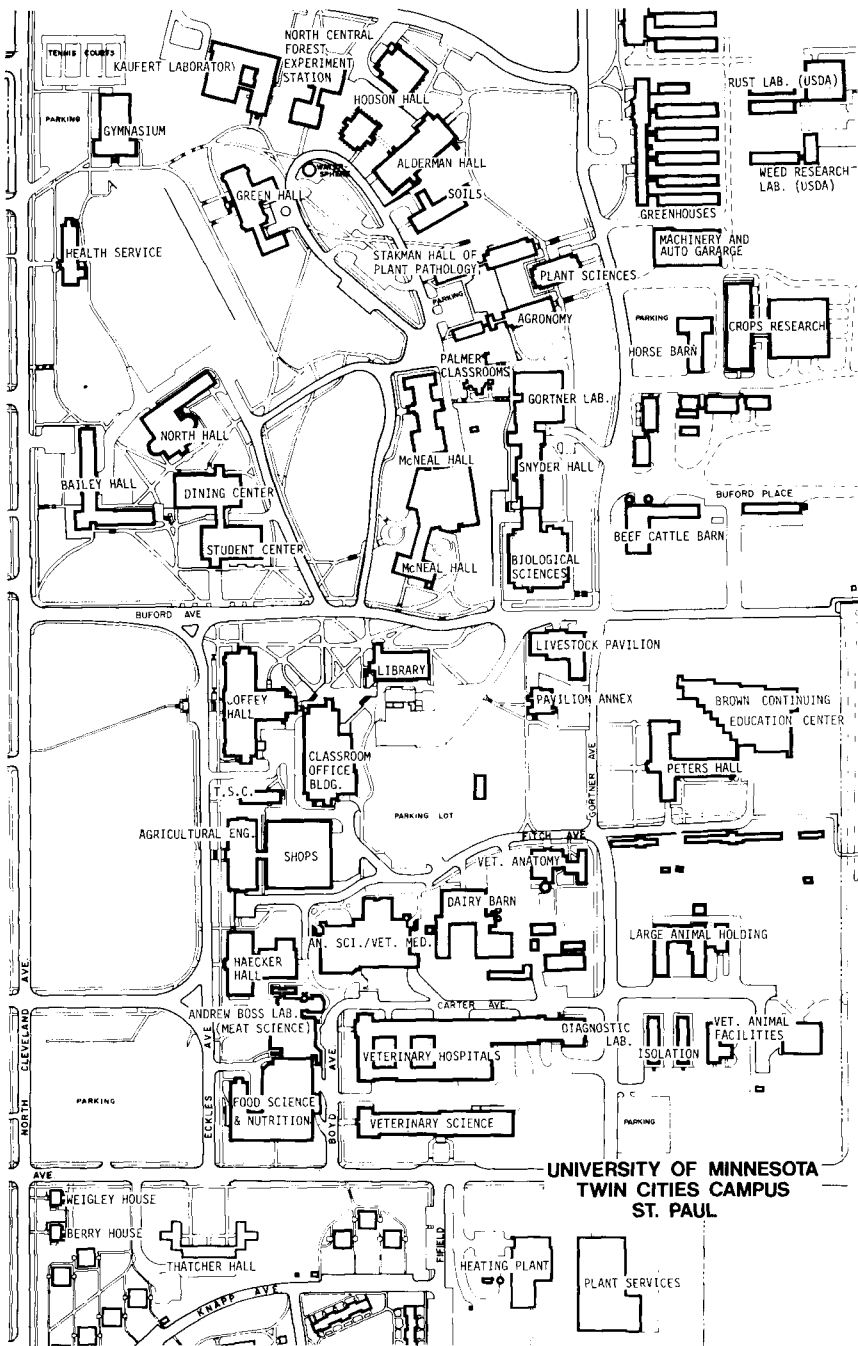 TENNIS COURTS
KAUFERT LABORATORY
NORTH CENTRAL
FOREST
EXPERIMENT
STATION
HODSON HALL
RUST LAB. (USDA)
PARKING
GYMNASIUM
ALDERMAN HALL
WEED RESEARCH
LAB. (USDA)
GREEN HALL
SOILS
GREENHOUSES
HEALTH SERVICE
STAKMAN HALL OF
PLANT PATHOLOGY
PLANT SCIENCES
MACHINERY AND
AUTO GARARGE
PARKING
AGRONOMY
PARKING
CROPS RESEARCH
HORSE BARN
PALMER
CLASSROOMS
GORTNER LAB.
NORTH HALL
McNEAL HALL
SNYDER HALL
BAILEY HALL
DINING CENTER
BUFORD PLACE
STUDENT CENTER
BEEF CATTLE BARN
McNEAL HALL
BIOLOGICAL
SCIENCES
BUFORD AVE
LIVESTOCK PAVILION
LIBRARY
COFFEY
HALL
PAVILION ANNEX
BROWN CONTINUING
EDUCATION CENTER
CLASSROOM
OFFICE
BLDG.
PETERS HALL
GORTNER AVE
T.S.C.
PARKING LOT
AGRICULTURAL ENG.
SHOPS
FITCH AVE
VET. ANATOMY
DAIRY BARN
AN. SCI./VET. MED.
LARGE ANIMAL HOLDING
HAECKER
HALL
CARTER AVE.
ANDREW BOSS LAB.
(MEAT SCIENCE)
DIAGNOSTIC
LAB.
VET. ANIMAL
FACILITIES
ISOLATION
VETERINARY HOSPITALS
NORTH CLEVELAND AVE.
ECKLES AVE
BOYD AVE
PARKING
FOOD SCIENCE
& NUTRITION
VETERINARY SCIENCE
PARKING
UNIVERSITY OF MINNESOTA
TWIN CITIES CAMPUS
ST. PAUL
AVE
WEIGLEY HOUSE
BERRY HOUSE
THATCHER HALL
FIFIELD
HEATING PLANT
PLANT SERVICES
KNAPP AVE